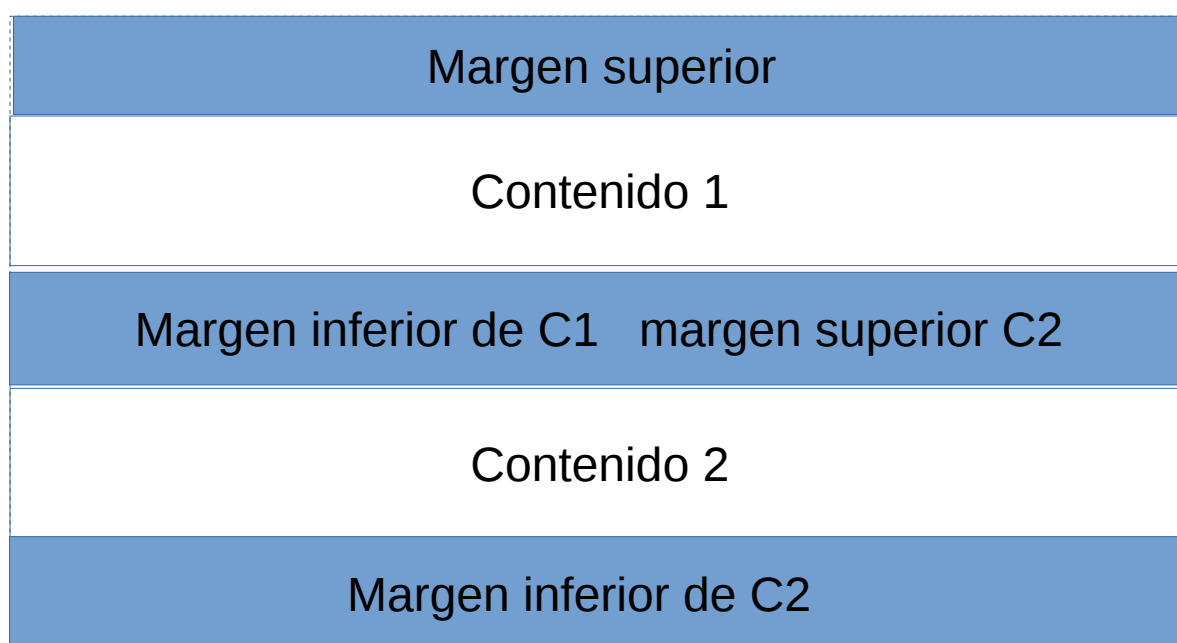 Margen superior
Contenido 1
Margen inferior de C1 margen superior C2
Contenido 2
Margen inferior de C2